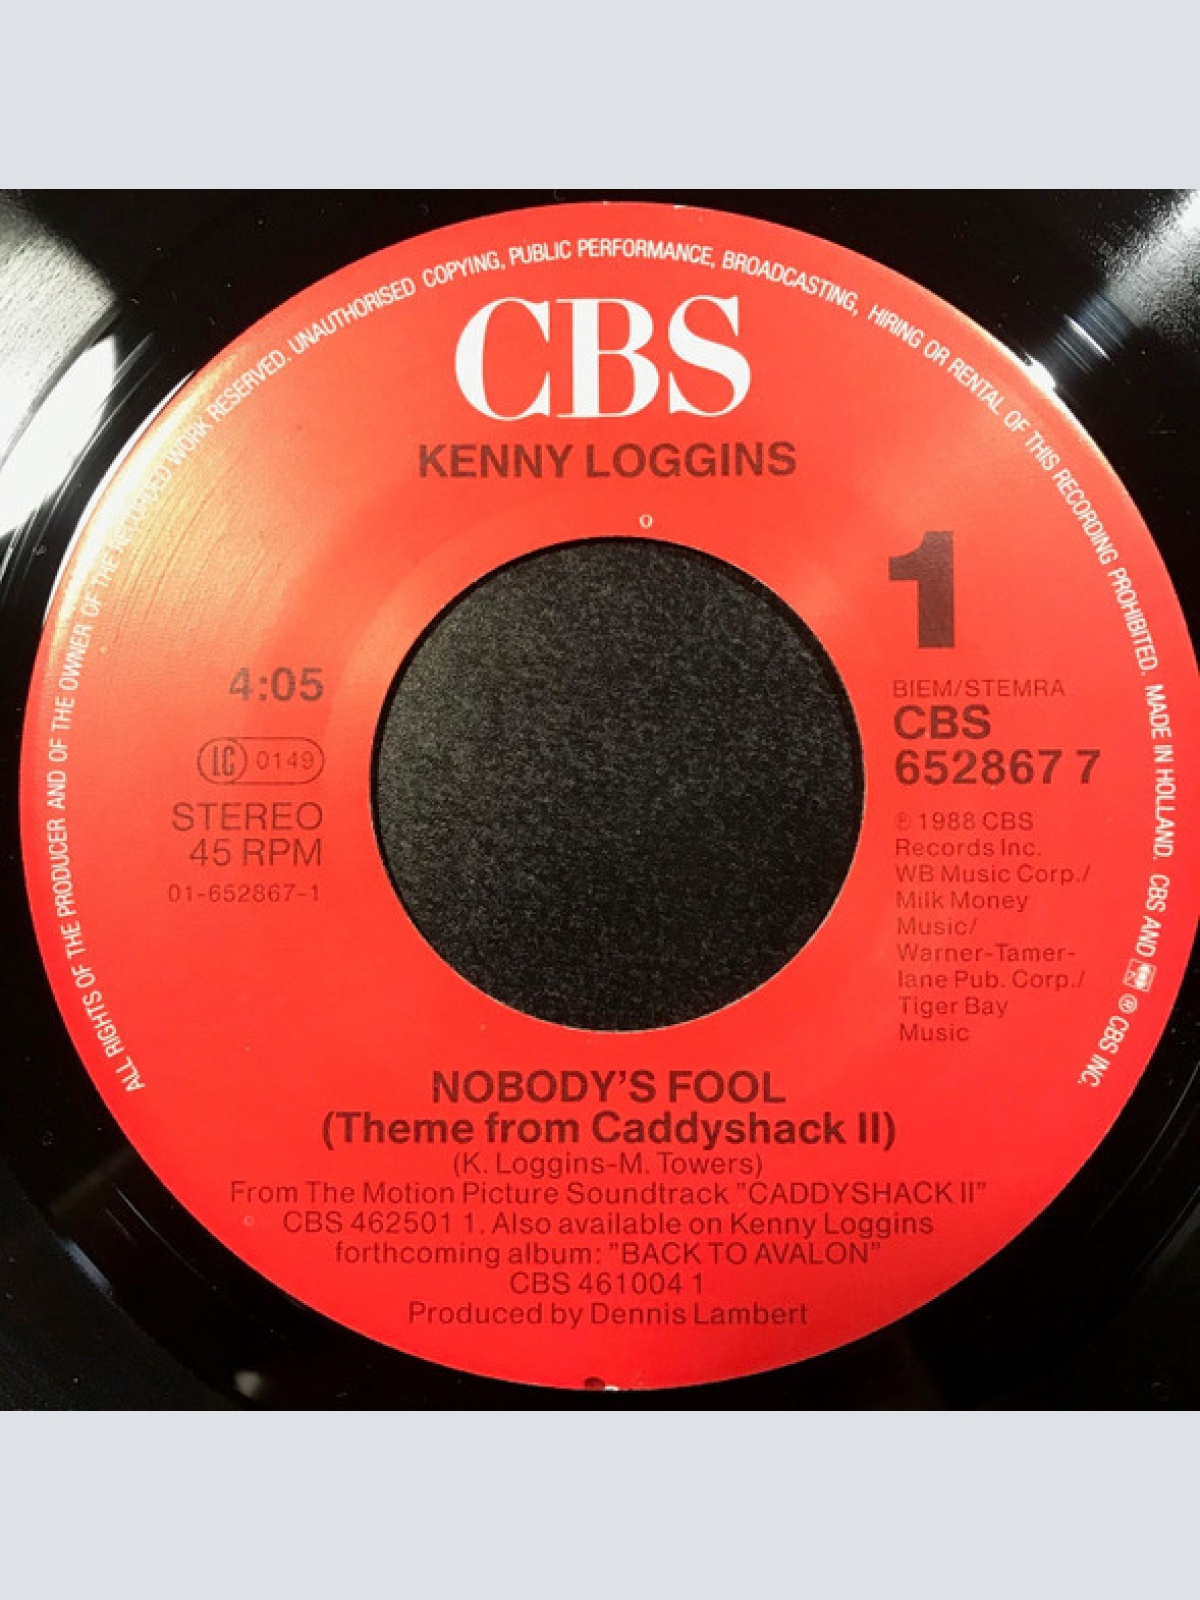 ALL RIGHTS OF THE PRODUCER AND OF THE OWNER OF THE RECORDED WORK RESERVED. UNAUTHORISED COPYING, PUBLIC PERFORMANCE, BROADCASTING, HIRING OR RENTAL OF THIS RECORDING PROHIBITED. MADE IN HOLLAND. CBS AND ® CBS INC.
CBS
KENNY LOGGINS
1
4:05
LC 0149
STEREO
45 RPM
01-652867-1
BIEM/STEMRA
CBS
652867 7
℗ 1988 CBS
Records Inc.
WB Music Corp./
Milk Money
Music/
Warner-Tamer-
lane Pub. Corp./
Tiger Bay
Music
NOBODY'S FOOL
(Theme from Caddyshack II)
(K. Loggins-M. Towers)
From The Motion Picture Soundtrack "CADDYSHACK II"
CBS 462501 1. Also available on Kenny Loggins
forthcoming album: "BACK TO AVALON"
CBS 461004 1
Produced by Dennis Lambert